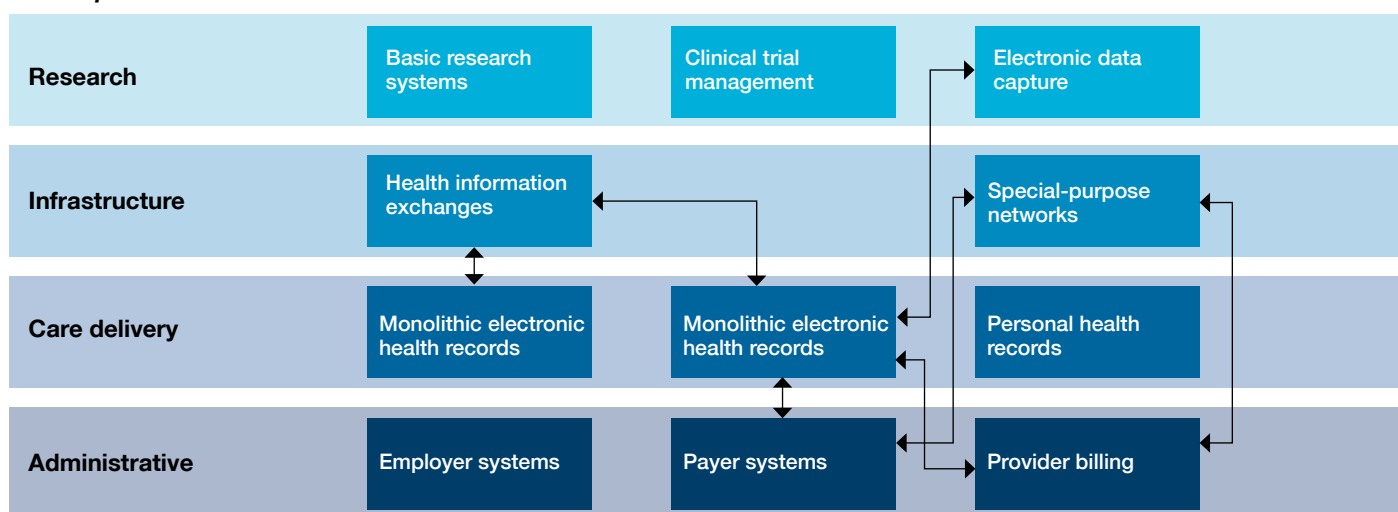 Research
Basic research
systems
Clinical trial
management
Electronic data
capture
Infrastructure
Health information
exchanges
Special-purpose
networks
Care delivery
Monolithic electronic
health records
Monolithic electronic
health records
Personal health
records
Administrative
Employer systems
Payer systems
Provider billing